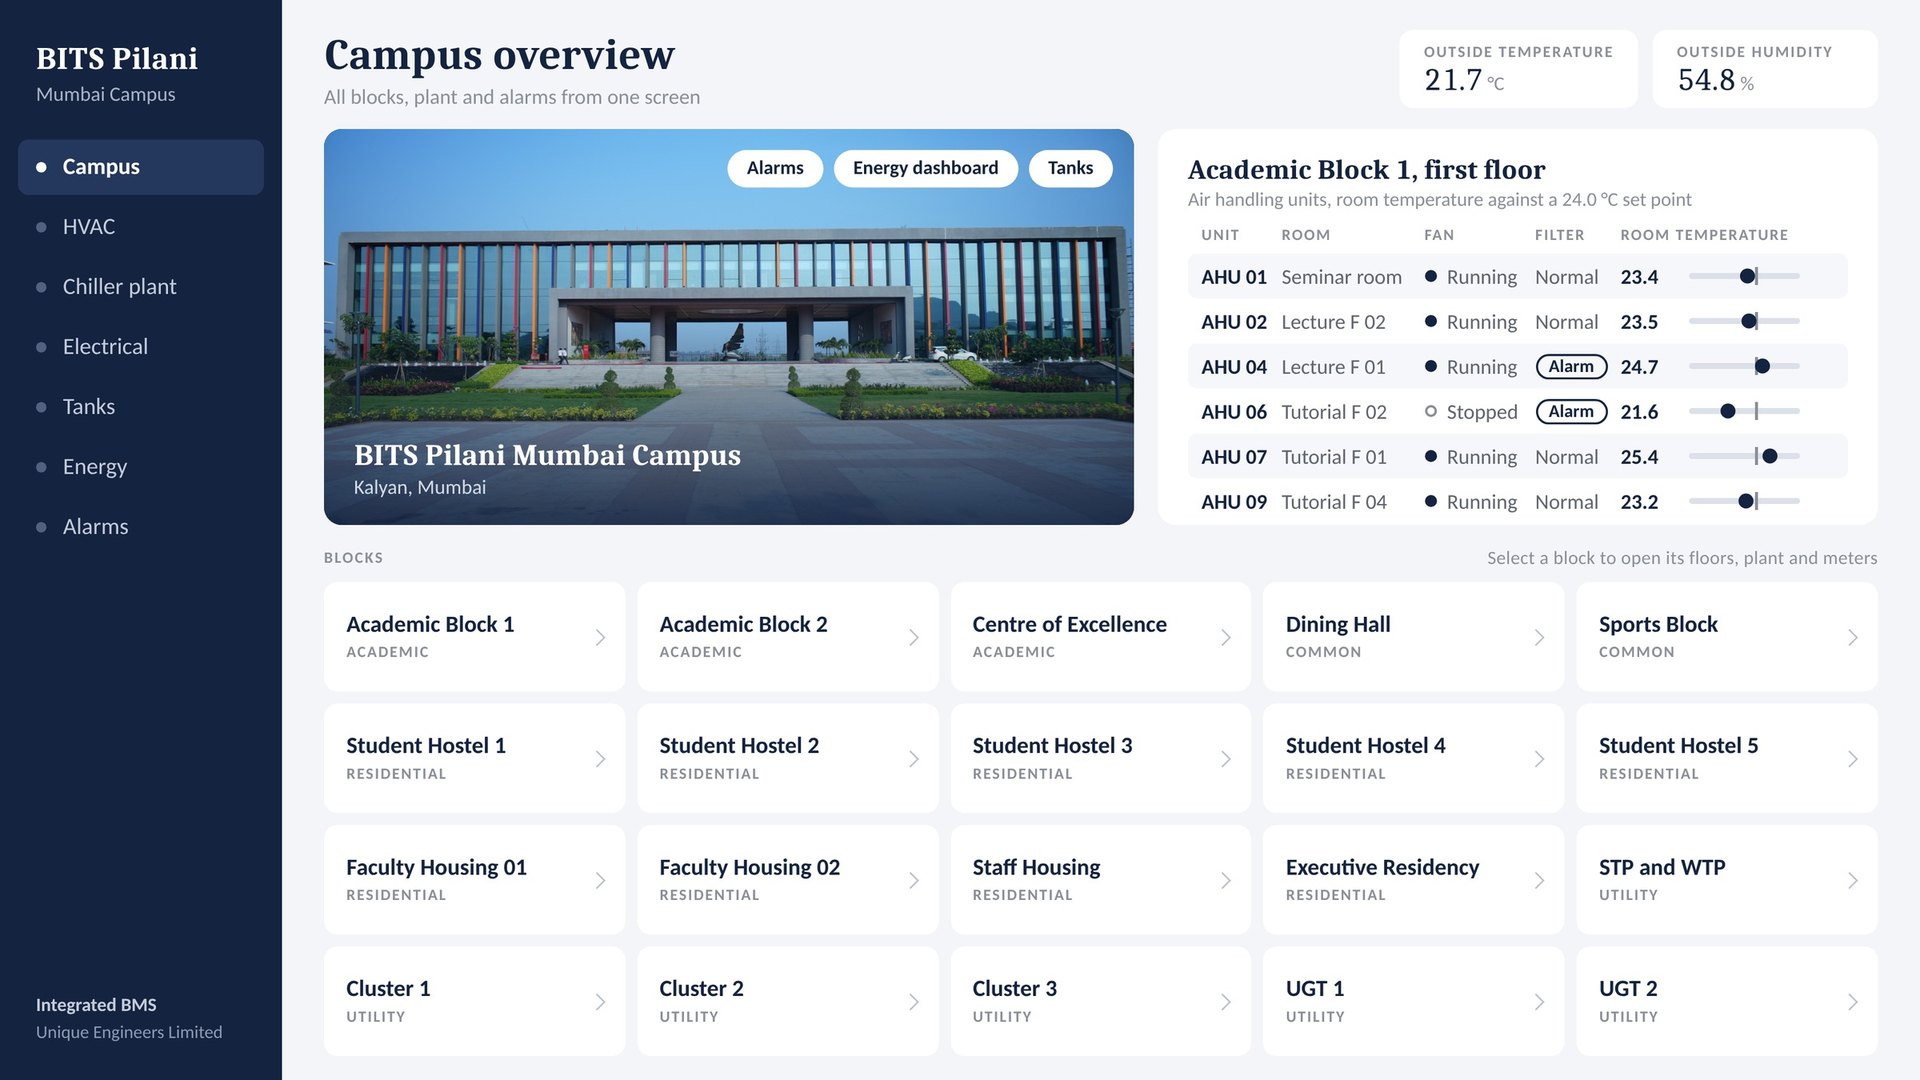 BITS Pilani
Mumbai Campus
Campus
HVAC
Chiller plant
Electrical
Tanks
Energy
Alarms
Integrated BMS
Unique Engineers Limited
Campus overview
All blocks, plant and alarms from one screen
OUTSIDE TEMPERATURE
21.7 °C
OUTSIDE HUMIDITY
54.8 %
Alarms
Energy dashboard
Tanks
BITS Pilani Mumbai Campus
Kalyan, Mumbai
Academic Block 1, first floor
Air handling units, room temperature against a 24.0 °C set point
UNIT ROOM FAN FILTER ROOM TEMPERATURE
AHU 01 Seminar room Running Normal 23.4
AHU 02 Lecture F 02 Running Normal 23.5
AHU 04 Lecture F 01 Running Alarm 24.7
AHU 06 Tutorial F 02 Stopped Alarm 21.6
AHU 07 Tutorial F 01 Running Normal 25.4
AHU 09 Tutorial F 04 Running Normal 23.2
BLOCKS
Select a block to open its floors, plant and meters
Academic Block 1
ACADEMIC
Academic Block 2
ACADEMIC
Centre of Excellence
ACADEMIC
Dining Hall
COMMON
Sports Block
COMMON
Student Hostel 1
RESIDENTIAL
Student Hostel 2
RESIDENTIAL
Student Hostel 3
RESIDENTIAL
Student Hostel 4
RESIDENTIAL
Student Hostel 5
RESIDENTIAL
Faculty Housing 01
RESIDENTIAL
Faculty Housing 02
RESIDENTIAL
Staff Housing
RESIDENTIAL
Executive Residency
RESIDENTIAL
STP and WTP
UTILITY
Cluster 1
UTILITY
Cluster 2
UTILITY
Cluster 3
UTILITY
UGT 1
UTILITY
UGT 2
UTILITY